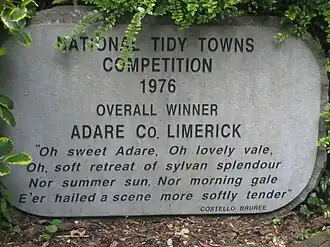 NATIONAL TIDY TOWNS
COMPETITION
1976
OVERALL WINNER
ADARE Co. LIMERICK
"Oh sweet Adare, Oh lovely vale,
Oh, soft retreat of sylvan splendour
Nor summer sun, Nor morning gale
E'er hailed a scene more softly tender"
COSTELLO BRUREE